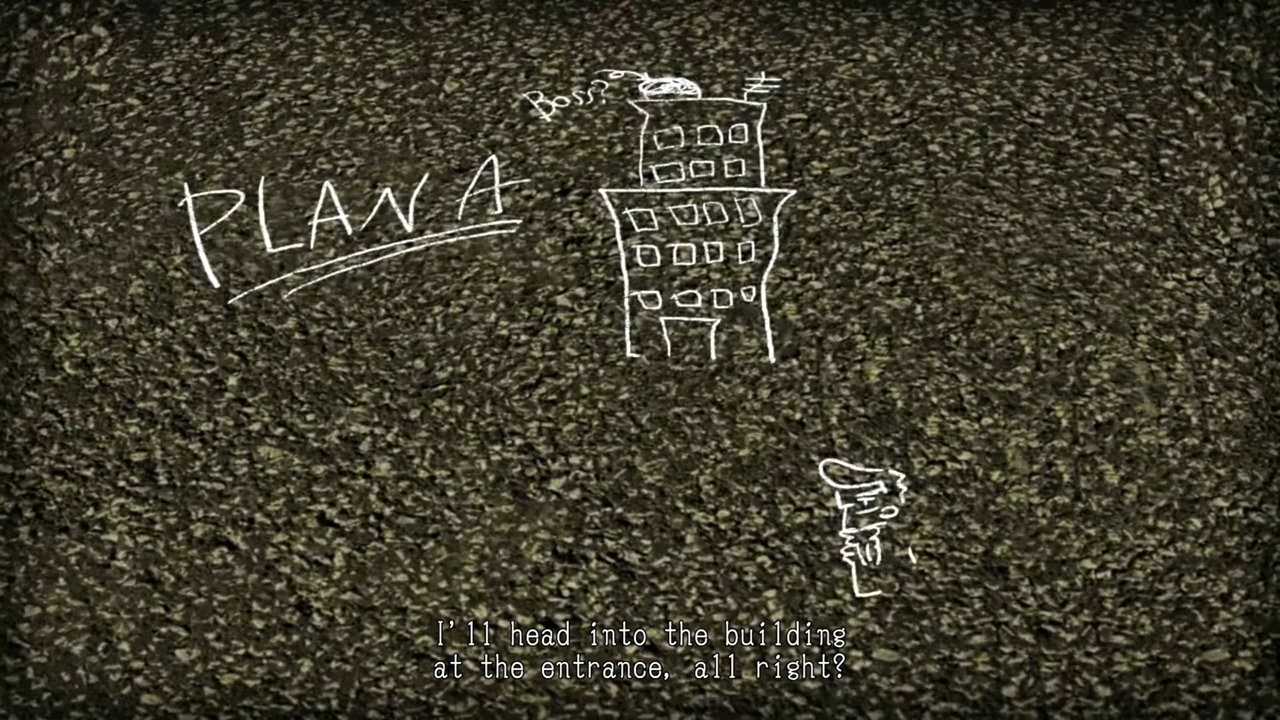 Boss?
PLAN A
I'll head into the building
at the entrance, all right?